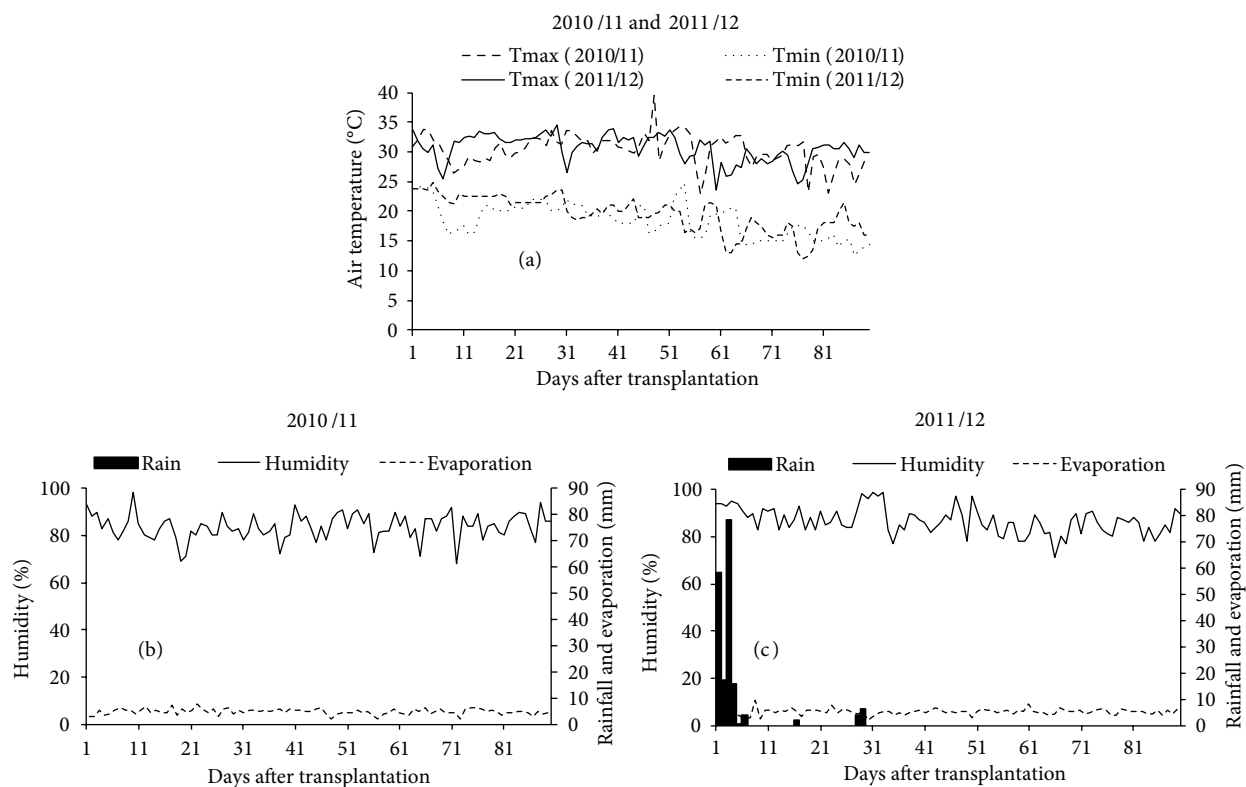 2010/11 and 2011/12
Tmax (2010/11) Tmin (2010/11)
Tmax (2011/12) Tmin (2011/12)
Air temperature (°C)
40
35
30
25
20
15
10
5
0
(a)
1 11 21 31 41 51 61 71 81
Days after transplantation
2010/11
Rain Humidity Evaporation
Humidity (%)
100
80
60
40
20
0
(b)
1 11 21 31 41 51 61 71 81
Days after transplantation
90
80
70
60
50
40
30
20
10
0
Rainfall and evaporation (mm)
2011/12
Rain Humidity Evaporation
Humidity (%)
100
80
60
40
20
0
(c)
1 11 21 31 41 51 61 71 81
Days after transplantation
90
80
70
60
50
40
30
20
10
0
Rainfall and evaporation (mm)